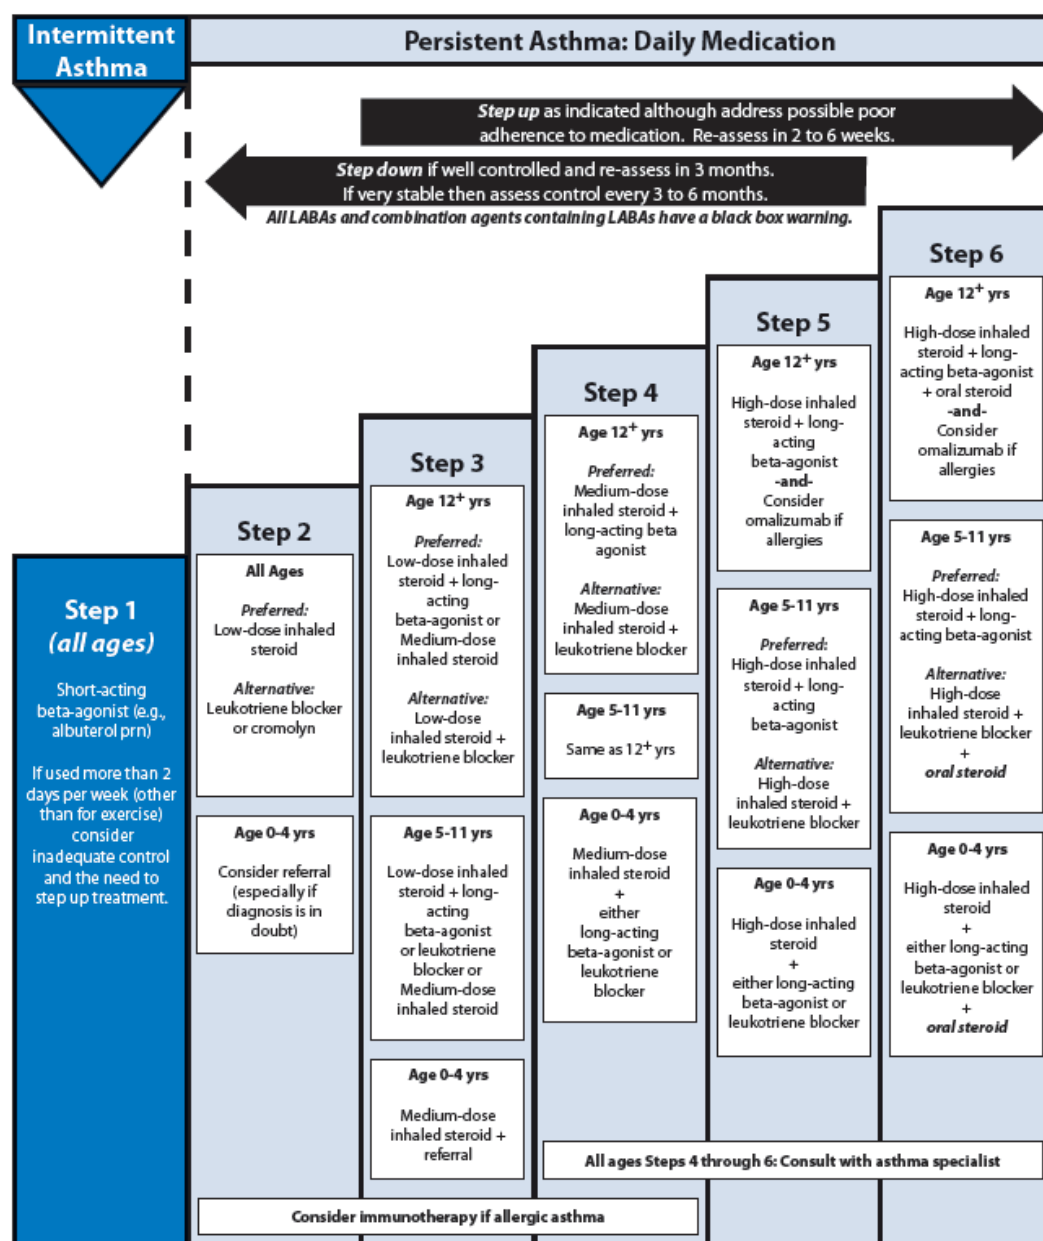 Intermittent
Asthma
Persistent Asthma: Daily Medication
Step up as indicated although address possible poor
adherence to medication. Re-assess in 2 to 6 weeks.
Step down if well controlled and re-assess in 3 months.
If very stable then assess control every 3 to 6 months.
All LABAs and combination agents containing LABAs have a black box warning.
Step 1
(all ages)
Short-acting
beta-agonist (e.g.,
albuterol prn)
If used more than 2
days per week (other
than for exercise)
consider
inadequate control
and the need to
step up treatment.
Step 2
All Ages
Preferred:
Low-dose inhaled
steroid
Alternative:
Leukotriene blocker
or cromolyn
Age 0-4 yrs
Consider referral
(especially if
diagnosis is in
doubt)
Step 3
Age 12+ yrs
Preferred:
Low-dose inhaled
steroid + long-
acting
beta-agonist or
Medium-dose
inhaled steroid
Alternative:
Low-dose
inhaled steroid +
leukotriene blocker
Age 5-11 yrs
Low-dose inhaled
steroid + long-
acting
beta-agonist
or leukotriene
blocker or
Medium-dose
inhaled steroid
Age 0-4 yrs
Medium-dose
inhaled steroid +
referral
Step 4
Age 12+ yrs
Preferred:
Medium-dose
inhaled steroid +
long-acting beta
agonist
Alternative:
Medium-dose
inhaled steroid +
leukotriene blocker
Age 5-11 yrs
Same as 12+ yrs
Age 0-4 yrs
Medium-dose
inhaled steroid
+
either
long-acting
beta-agonist or
leukotriene
blocker
Step 5
Age 12+ yrs
High-dose inhaled
steroid + long-
acting
beta-agonist
-and-
Consider
omalizumab if
allergies
Age 5-11 yrs
Preferred:
High-dose inhaled
steroid + long-
acting
beta-agonist
Alternative:
High-dose
inhaled steroid +
leukotriene blocker
Age 0-4 yrs
High-dose inhaled
steroid
+
either long-acting
beta-agonist or
leukotriene blocker
Step 6
Age 12+ yrs
High-dose inhaled
steroid + long-
acting beta-agonist
+ oral steroid
-and-
Consider
omalizumab if
allergies
Age 5-11 yrs
Preferred:
High-dose inhaled
steroid + long-
acting beta-agonist
Alternative:
High-dose
inhaled steroid +
leukotriene blocker
+
oral steroid
Age 0-4 yrs
High-dose inhaled
steroid
+
either long-acting
beta-agonist or
leukotriene blocker
+
oral steroid
All ages Steps 4 through 6: Consult with asthma specialist
Consider immunotherapy if allergic asthma